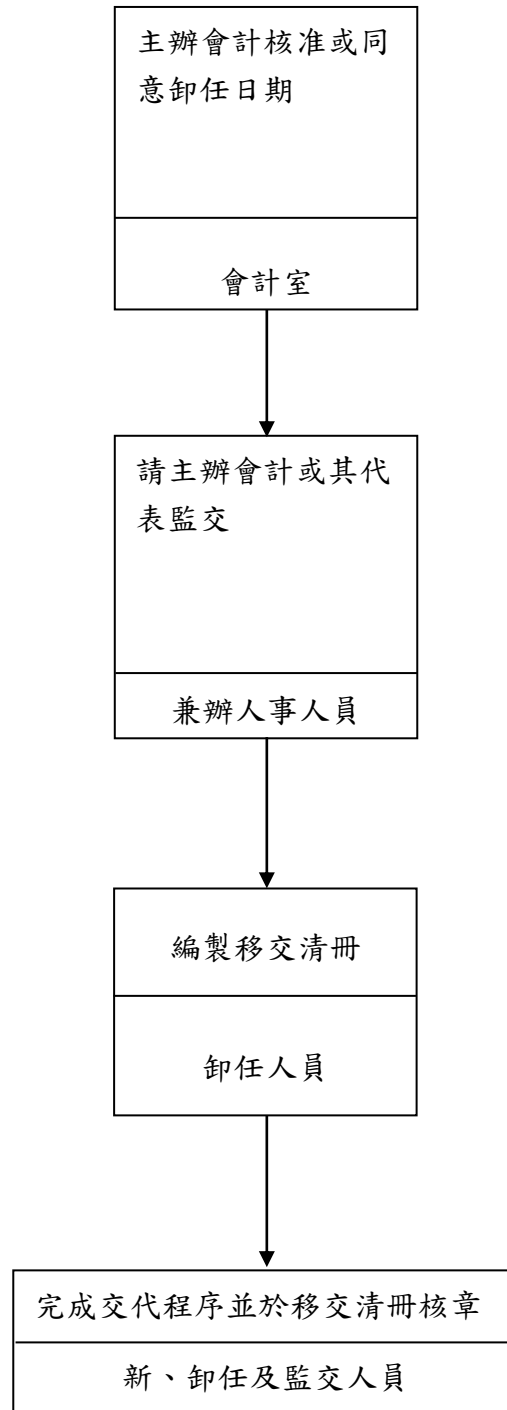 主辦會計核准或同
意卸任日期
會計室
請主辦會計或其代
表監交
兼辦人事人員
編製移交清冊
卸任人員
完成交代程序並於移交清冊核章
新、卸任及監交人員